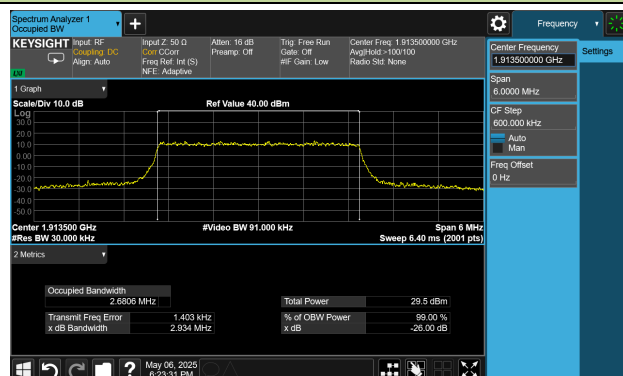 Spectrum Analyzer 1
Occupied BW
Frequency
KEYSIGHT
Input: RF
Coupling: DC
Align: Auto
Input Z: 50 Ω
Corr CCorr
Freq Ref: Int (S)
NFE: Adaptive
Atten: 16 dB
Preamp: Off
Trig: Free Run
Gate: Off
#IF Gain: Low
Center Freq: 1.913500000 GHz
Avg|Hold:>100/100
Radio Std: None
LXI
Center Frequency
1.913500000 GHz
Settings
Span
6.0000 MHz
CF Step
600.000 kHz
Auto
Man
Freq Offset
0 Hz
1 Graph
Scale/Div 10.0 dB
Ref Value 40.00 dBm
Log
30.0
20.0
10.0
0.00
-10.0
-20.0
-30.0
-40.0
-50.0
Center 1.913500 GHz
#Video BW 91.000 kHz
Span 6 MHz
#Res BW 30.000 kHz
Sweep 6.40 ms (2001 pts)
2 Metrics
Occupied Bandwidth
2.6806 MHz
Total Power
29.5 dBm
Transmit Freq Error
1.403 kHz
% of OBW Power
99.00 %
x dB Bandwidth
2.934 MHz
x dB
-26.00 dB
May 06, 2025
6:23:31 PM